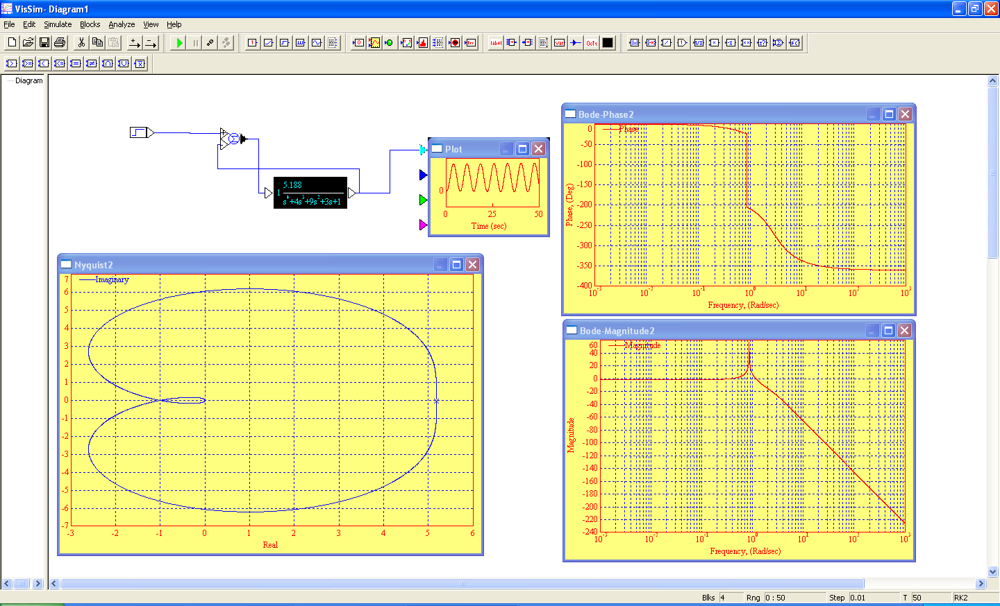 VisSim- Diagram1
File Edit Simulate Blocks Analyze View Help
label var Oct1
Diagram
5.188
1
s^4+4s^3+9s^2+3s+1
Plot
0
0 25 50
Time (sec)
Bode-Phase2
Phase
0
-50
-100
-150
-200
-250
-300
-350
-400
Phase, (Deg)
10^-3 10^-2 10^-1 10^0 10^1 10^2 10^3
Frequency, (Rad/sec)
Nyquist2
Imaginary
7
6
5
4
3
2
1
0
-1
-2
-3
-4
-5
-6
-7
-3 -2 -1 0 1 2 3 4 5 6
Real
Bode-Magnitude2
Magnitude
60
40
20
0
-20
-40
-60
-80
-100
-120
-140
-160
-180
-200
-220
-240
Magnitude
10^-3 10^-2 10^-1 10^0 10^1 10^2 10^3
Frequency, (Rad/sec)
Blks 4 Rng 0 : 50 Step 0.01 T 50 RK2